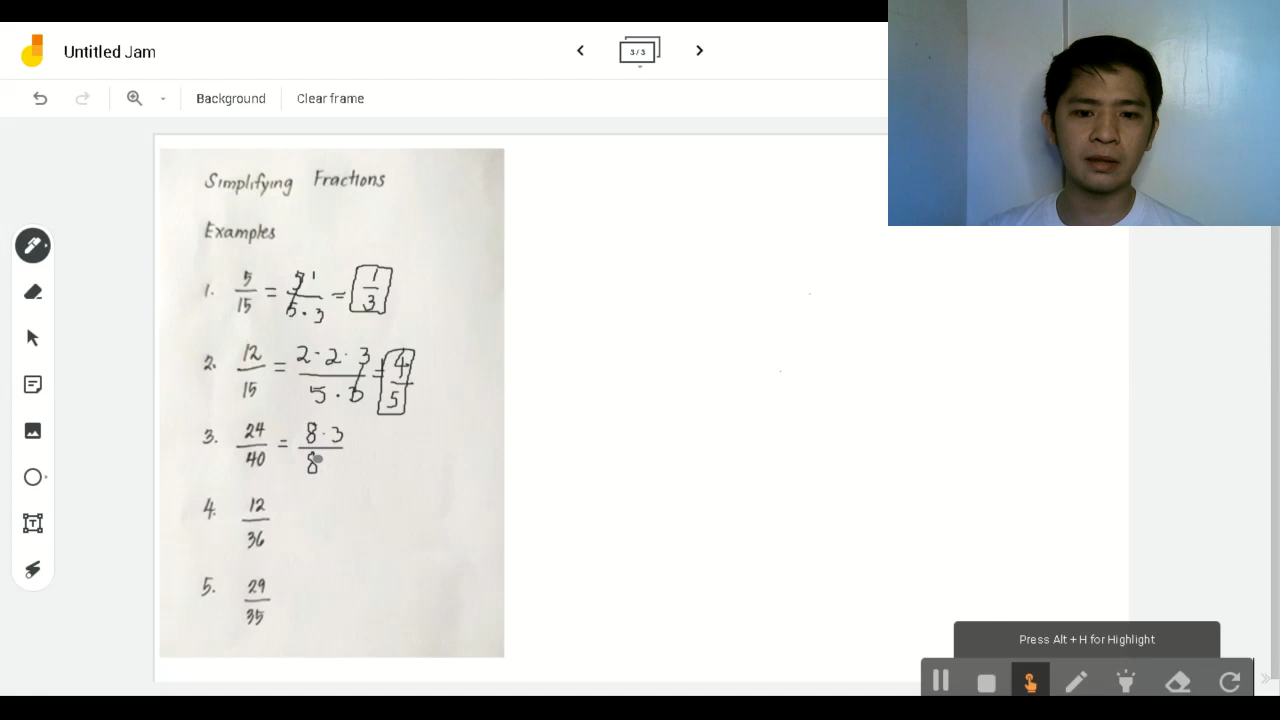 Untitled Jam
3 / 3
Background
Clear frame
Simplifying Fractions
Examples
1. 5/15 = 5 1/5 · 3 = 1/3
2. 12/15 = 2 · 2 · 3/5 · 3 = 4/5
3. 24/40 = 8 · 3/8
4. 12/36
5. 29/35
Press Alt + H for Highlight